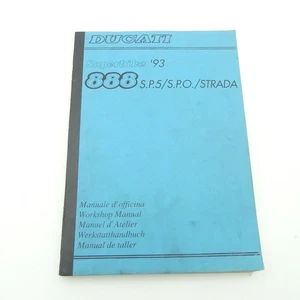 DUCATI
Superbike '93
888 S.P.5/S.P.O./STRADA
Manuale d'officina
Workshop Manual
Manuel d'Atelier
Werkstatthandbuch
Manual de taller